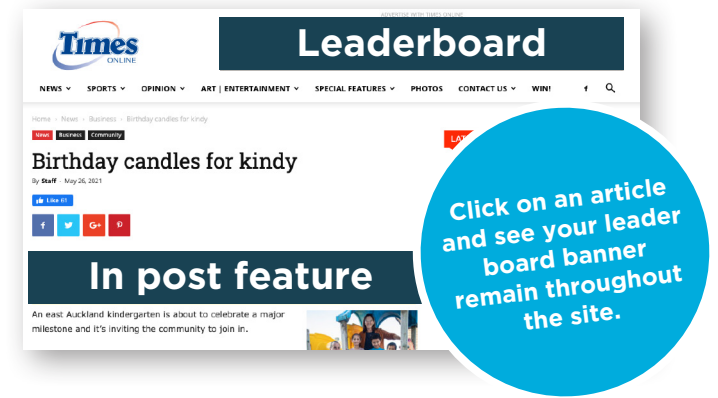 ADVERTISE WITH TIMES ONLINE
Times
ONLINE
Leaderboard
NEWS SPORTS OPINION ART | ENTERTAINMENT SPECIAL FEATURES PHOTOS CONTACT US WIN!
Home News Business Birthday candles for kindy
News Business Community
Birthday candles for kindy
By Staff - May 26, 2021
Like 61
G+
In post feature
An east Auckland kindergarten is about to celebrate a major
milestone and it's inviting the community to join in.
Click on an article
and see your leader
board banner
remain throughout
the site.